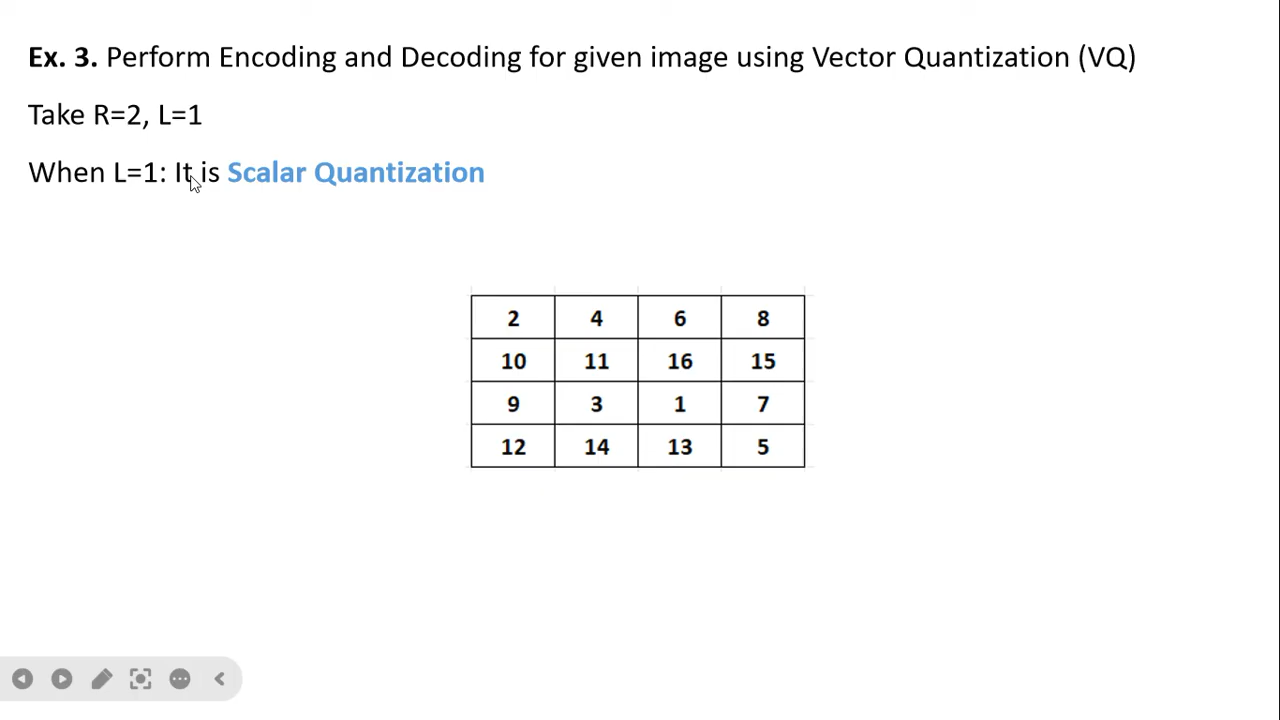 Ex. 3. Perform Encoding and Decoding for given image using Vector Quantization (VQ)
Take R=2, L=1
When L=1: It is Scalar Quantization
2 4 6 8
10 11 16 15
9 3 1 7
12 14 13 5